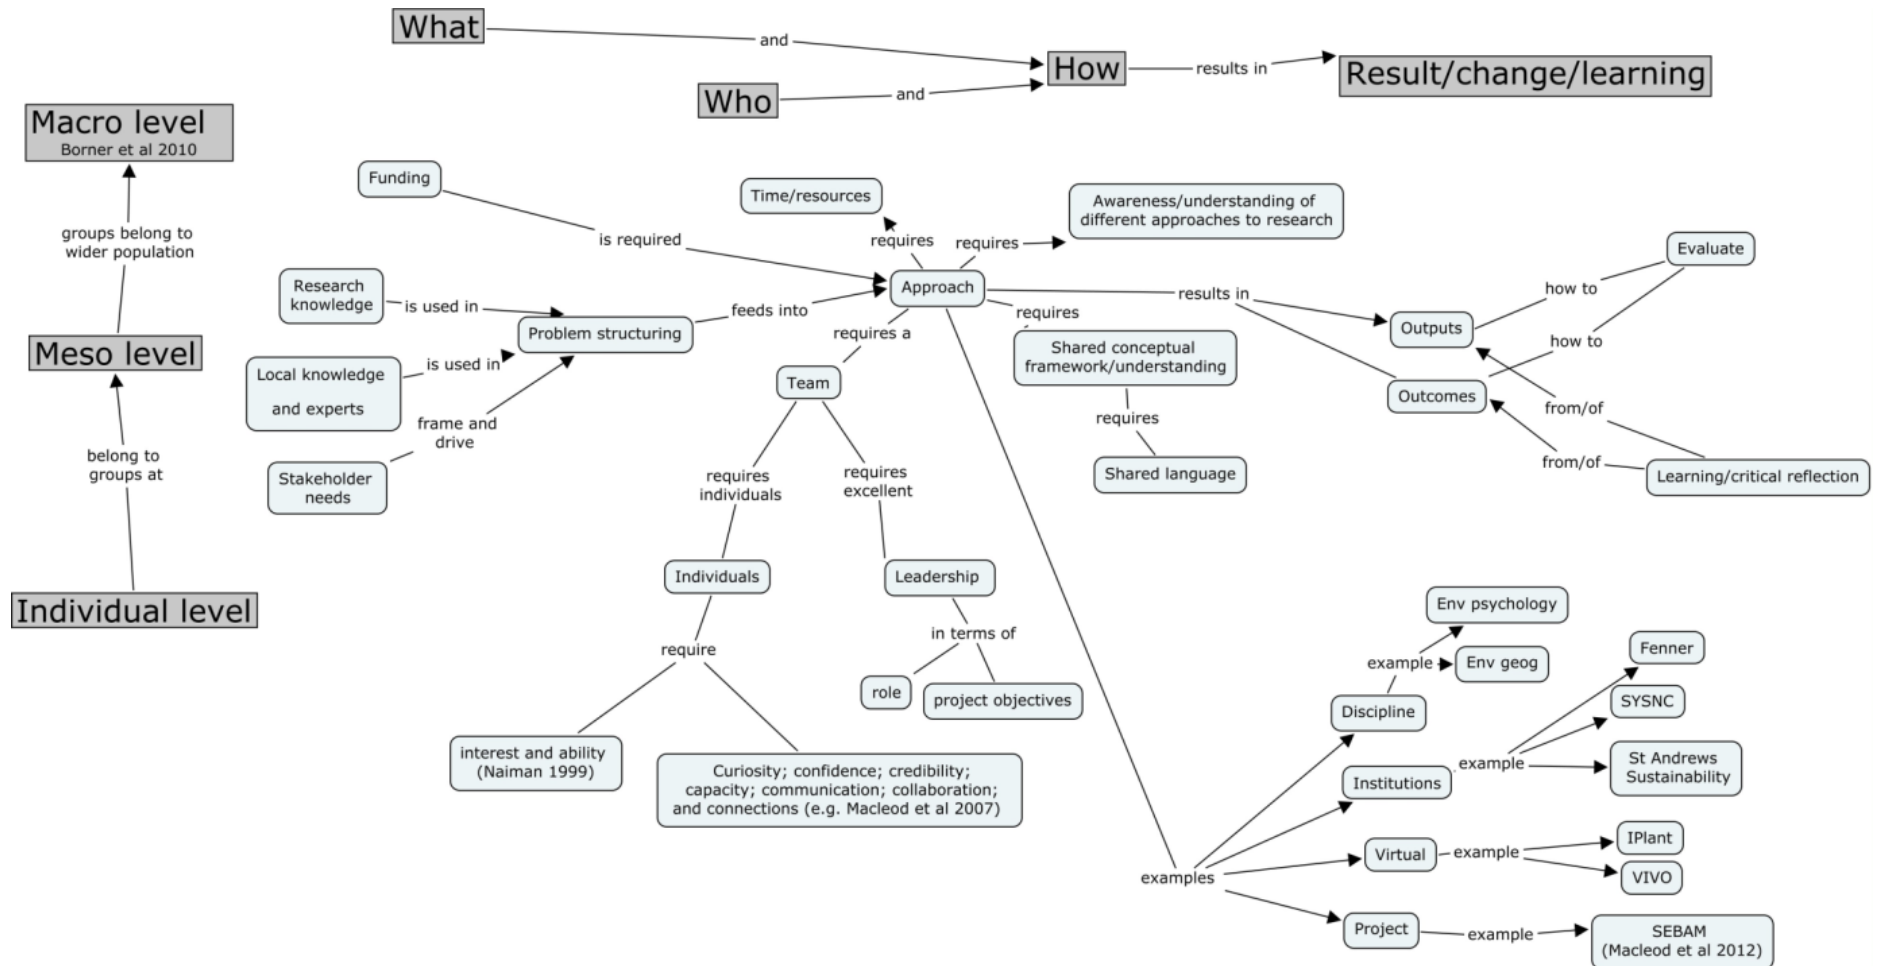 What
and
How
results in
Result/change/learning
Who
and
Macro level
Borner et al 2010
groups belong to
wider population
Meso level
belong to
groups at
Individual level
Funding
is required
Time/resources
requires
requires
Awareness/understanding of
different approaches to research
Research
knowledge
is used in
Local knowledge
and experts
is used in
Stakeholder
needs
frame and
drive
Problem structuring
feeds into
Approach
requires a
requires
Shared conceptual
framework/understanding
requires
Shared language
results in
Outputs
Outcomes
how to
how to
Evaluate
from/of
from/of
Learning/critical reflection
Team
requires
individuals
requires
excellent
Individuals
Leadership
require
in terms of
role
project objectives
interest and ability
(Naiman 1999)
Curiosity; confidence; credibility;
capacity; communication; collaboration;
and connections (e.g. Macleod et al 2007)
examples
Discipline
example
Env psychology
Env geog
Institutions
example
Fenner
SYSNC
St Andrews
Sustainability
Virtual
example
IPlant
VIVO
Project
example
SEBAM
(Macleod et al 2012)